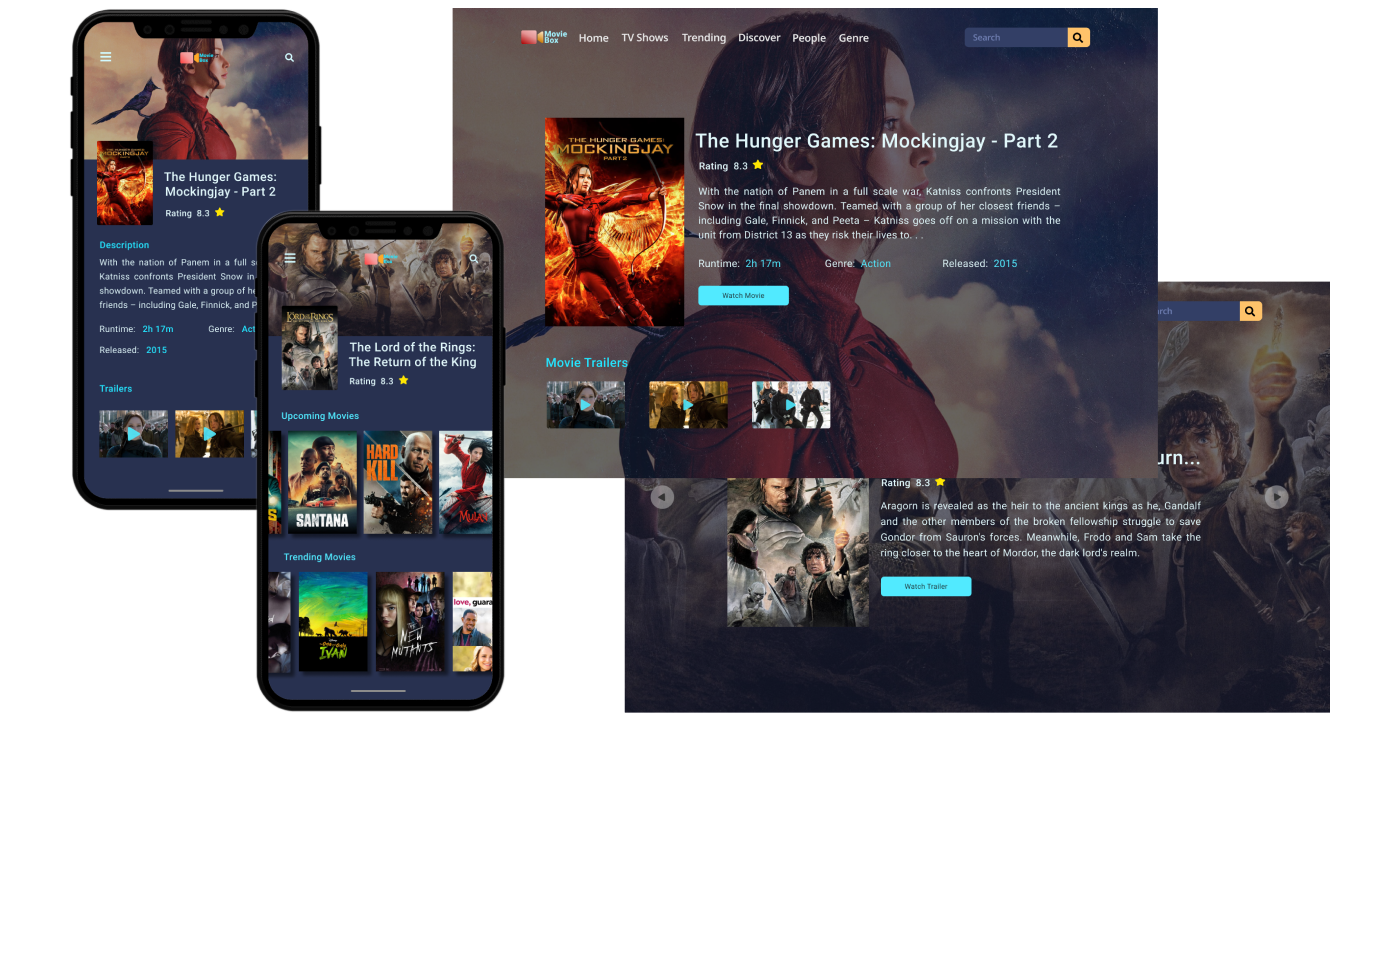 Movie
Box
THE HUNGER GAMES:
MOCKINGJAY
PART 2
The Hunger Games:
Mockingjay - Part 2
Rating 8.3
Description
With the nation of Panem in a full
Katniss confronts President Snow in
showdown. Teamed with a group of
friends – including Gale, Finnick, and
Runtime: 2h 17m
Genre:
Released: 2015
Trailers
THE LORD OF THE RINGS
The Lord of the Rings:
The Return of the King
Rating 8.3
Upcoming Movies
SANTANA
HARD
KILL
MULAN
Trending Movies
love, guara
IVAN
THE
NEW
MUTANTS
Movie
Box
Home
TV Shows
Trending
Discover
People
Genre
Search
THE HUNGER GAMES:
MOCKINGJAY
PART 2
The Hunger Games: Mockingjay - Part 2
Rating 8.3
With the nation of Panem in a full scale war, Katniss confronts President
Snow in the final showdown. Teamed with a group of her closest friends –
including Gale, Finnick, and Peeta – Katniss goes off on a mission with the
unit from District 13 as they risk their lives to. . .
Runtime: 2h 17m
Genre: Action
Released: 2015
Watch Movie
Movie Trailers
rch
urn...
Rating 8.3
Aragorn is revealed as the heir to the ancient kings as he, Gandalf
and the other members of the broken fellowship struggle to save
Gondor from Sauron's forces. Meanwhile, Frodo and Sam take the
ring closer to the heart of Mordor, the dark lord's realm.
Watch Trailer